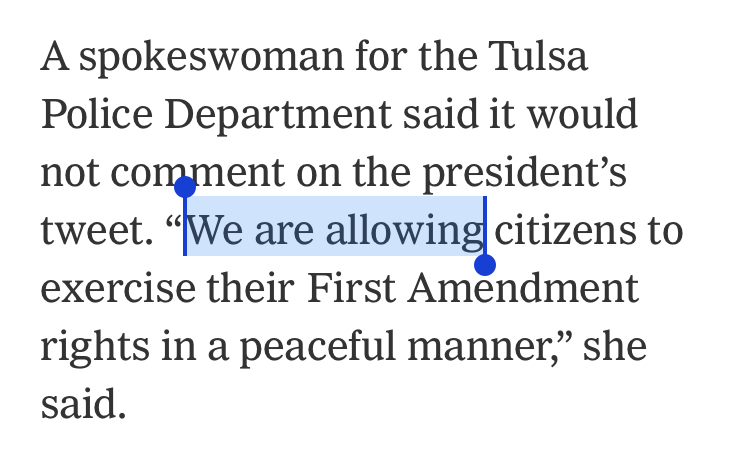 A spokeswoman for the Tulsa
Police Department said it would
not comment on the president’s
tweet. “We are allowing citizens to
exercise their First Amendment
rights in a peaceful manner,” she
said.